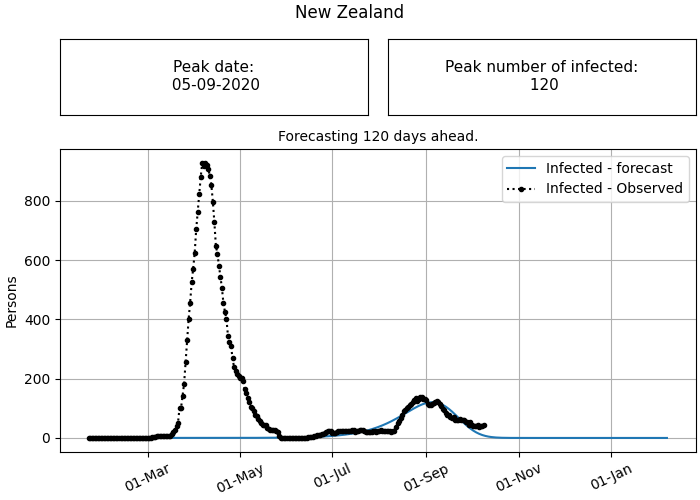 New Zealand
Peak date:
05-09-2020
Peak number of infected:
120
Forecasting 120 days ahead.
Infected - forecast
Infected - Observed
Persons
800
600
400
200
0
01-Mar
01-May
01-Jul
01-Sep
01-Nov
01-Jan